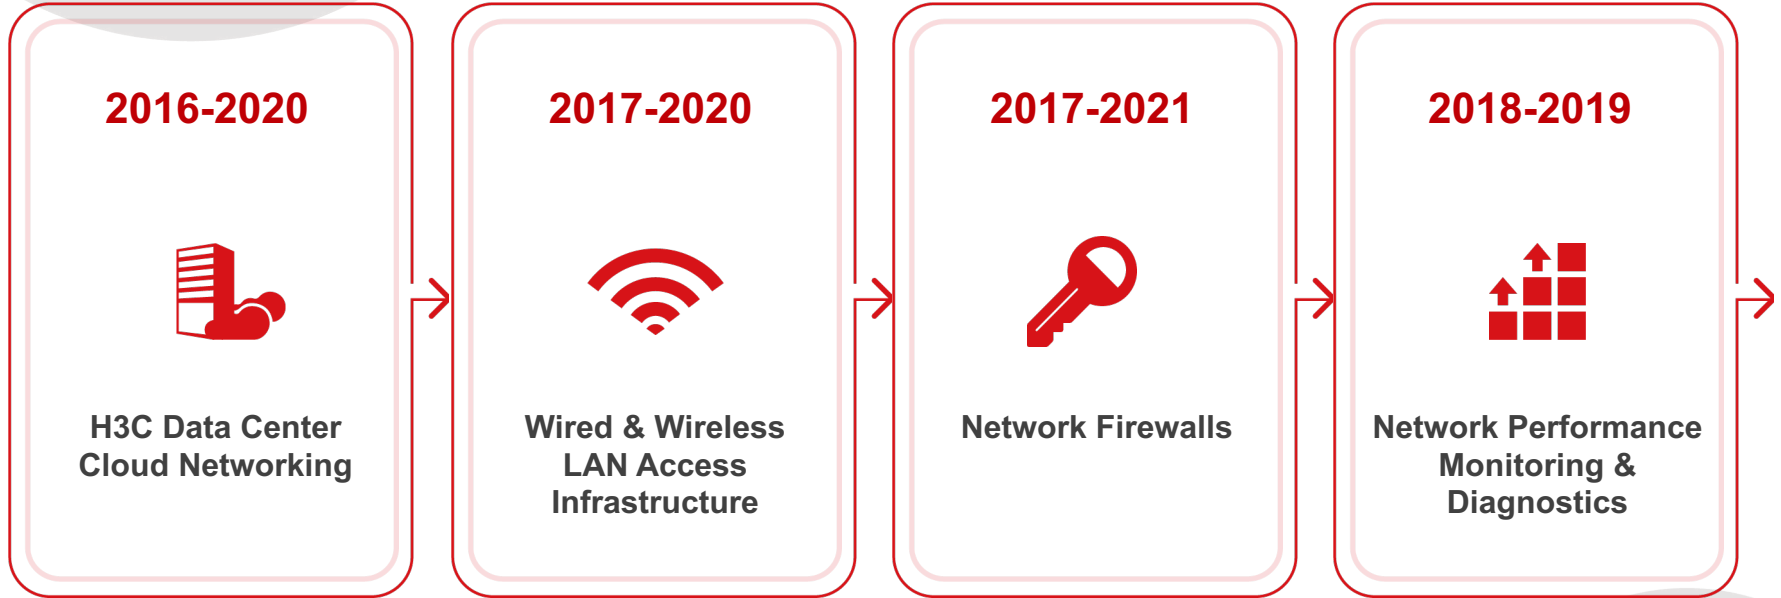 2016-2020
H3C Data Center
Cloud Networking
2017-2020
Wired & Wireless
LAN Access
Infrastructure
2017-2021
Network Firewalls
2018-2019
Network Performance
Monitoring &
Diagnostics